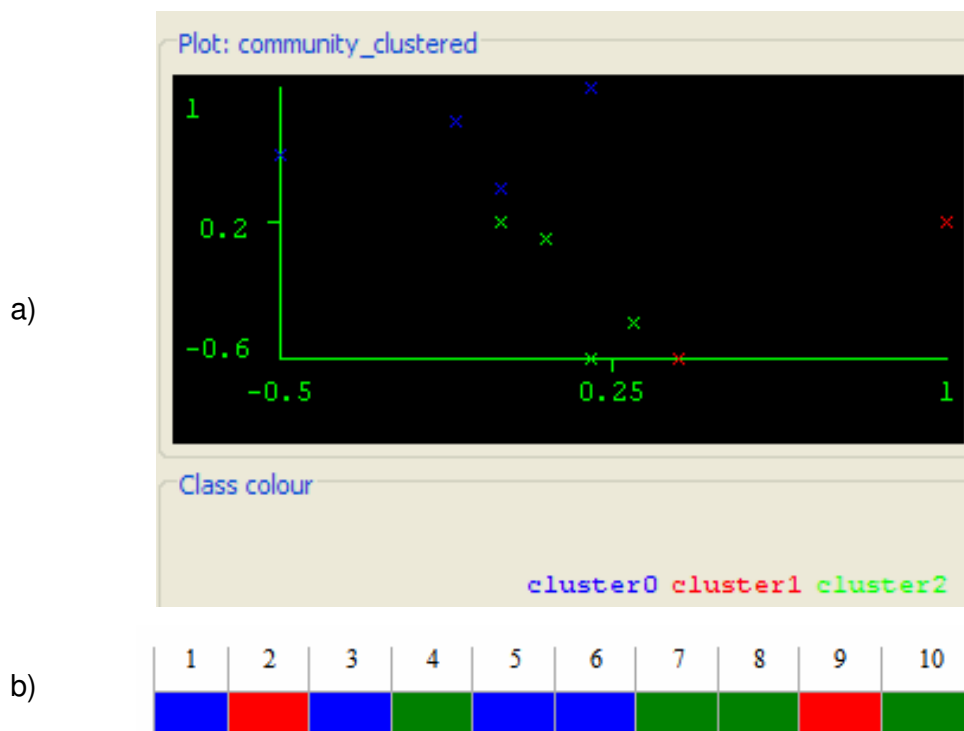 Plot: community_clustered
1
0.2
a)
-0.6
-0.5 0.25 1
Class colour
cluster0 cluster1 cluster2
b)
1 2 3 4 5 6 7 8 9 10